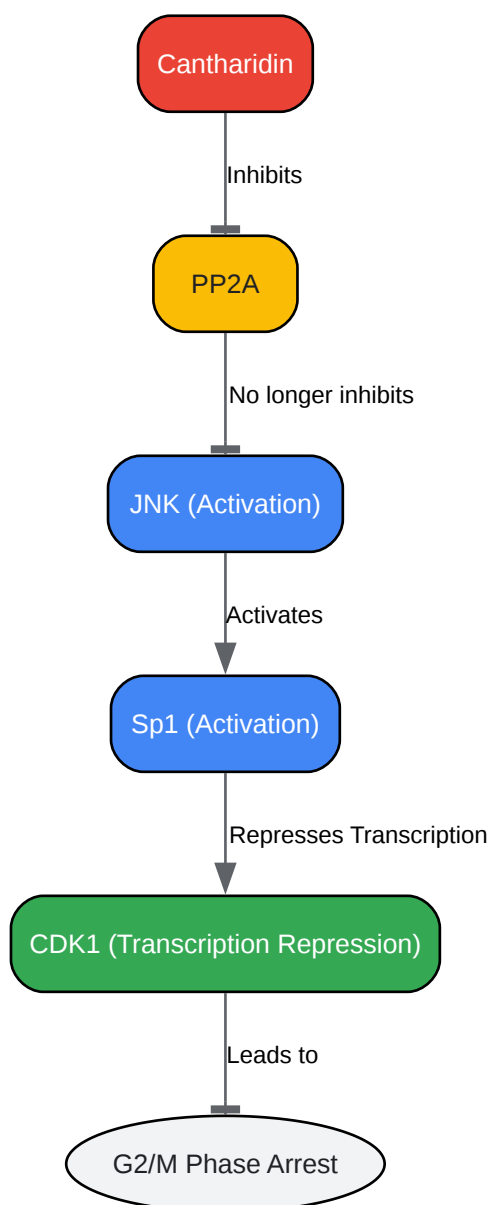 Cantharidin
Inhibits
PP2A
No longer inhibits
JNK (Activation)
Activates
Sp1 (Activation)
Represses Transcription
CDK1 (Transcription Repression)
Leads to
G2/M Phase Arrest